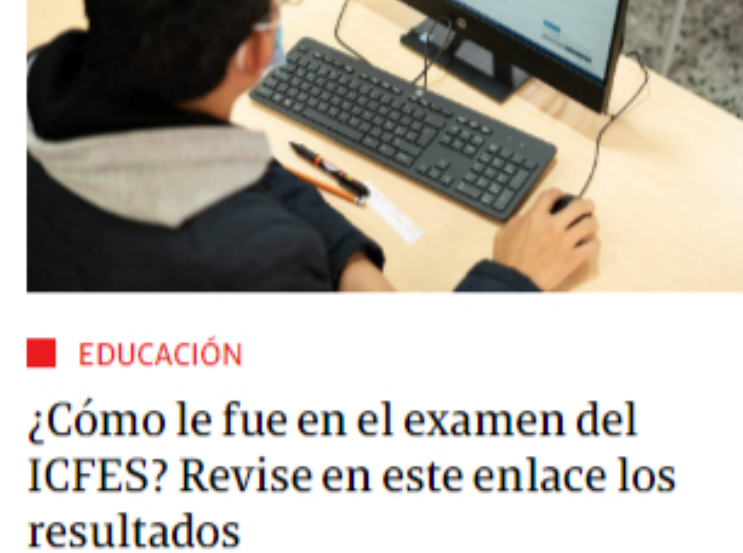 EDUCACIÓN
¿Cómo le fue en el examen del
ICFES? Revise en este enlace los
resultados